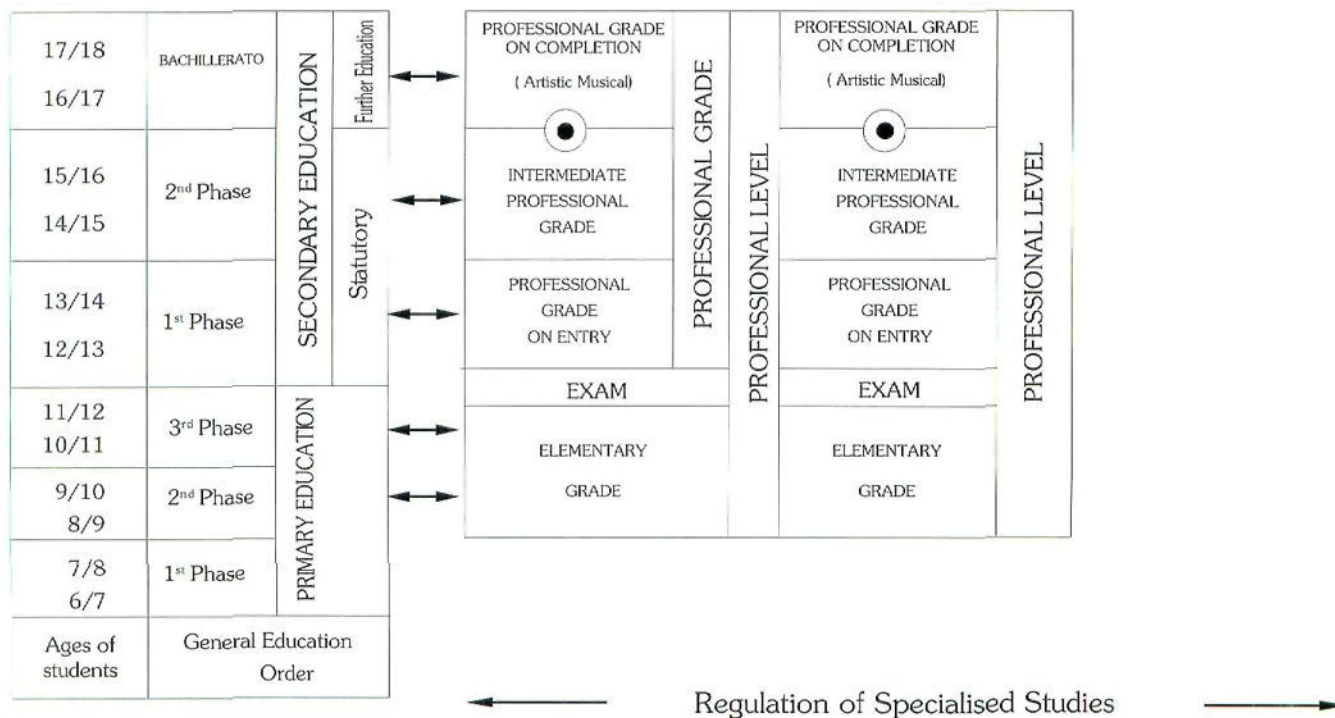 17/18
16/17
BACHILLERATO
15/16
14/15
2nd Phase
13/14
12/13
1st Phase
SECONDARY EDUCATION
Further Education
Statutory
11/12
10/11
3rd Phase
9/10
8/9
2nd Phase
7/8
6/7
1st Phase
PRIMARY EDUCATION
Ages of
students
General Education
Order
PROFESSIONAL GRADE
ON COMPLETION
( Artistic Musical)
INTERMEDIATE
PROFESSIONAL
GRADE
PROFESSIONAL
GRADE
ON ENTRY
PROFESSIONAL GRADE
EXAM
ELEMENTARY
GRADE
PROFESSIONAL LEVEL
PROFESSIONAL GRADE
ON COMPLETION
( Artistic Musical)
INTERMEDIATE
PROFESSIONAL
GRADE
PROFESSIONAL
GRADE
ON ENTRY
EXAM
ELEMENTARY
GRADE
PROFESSIONAL LEVEL
Regulation of Specialised Studies